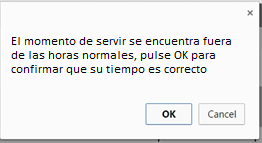 El momento de servir se encuentra fuera
de las horas normales, pulse OK para
confirmar que su tiempo es correcto
OK
Cancel